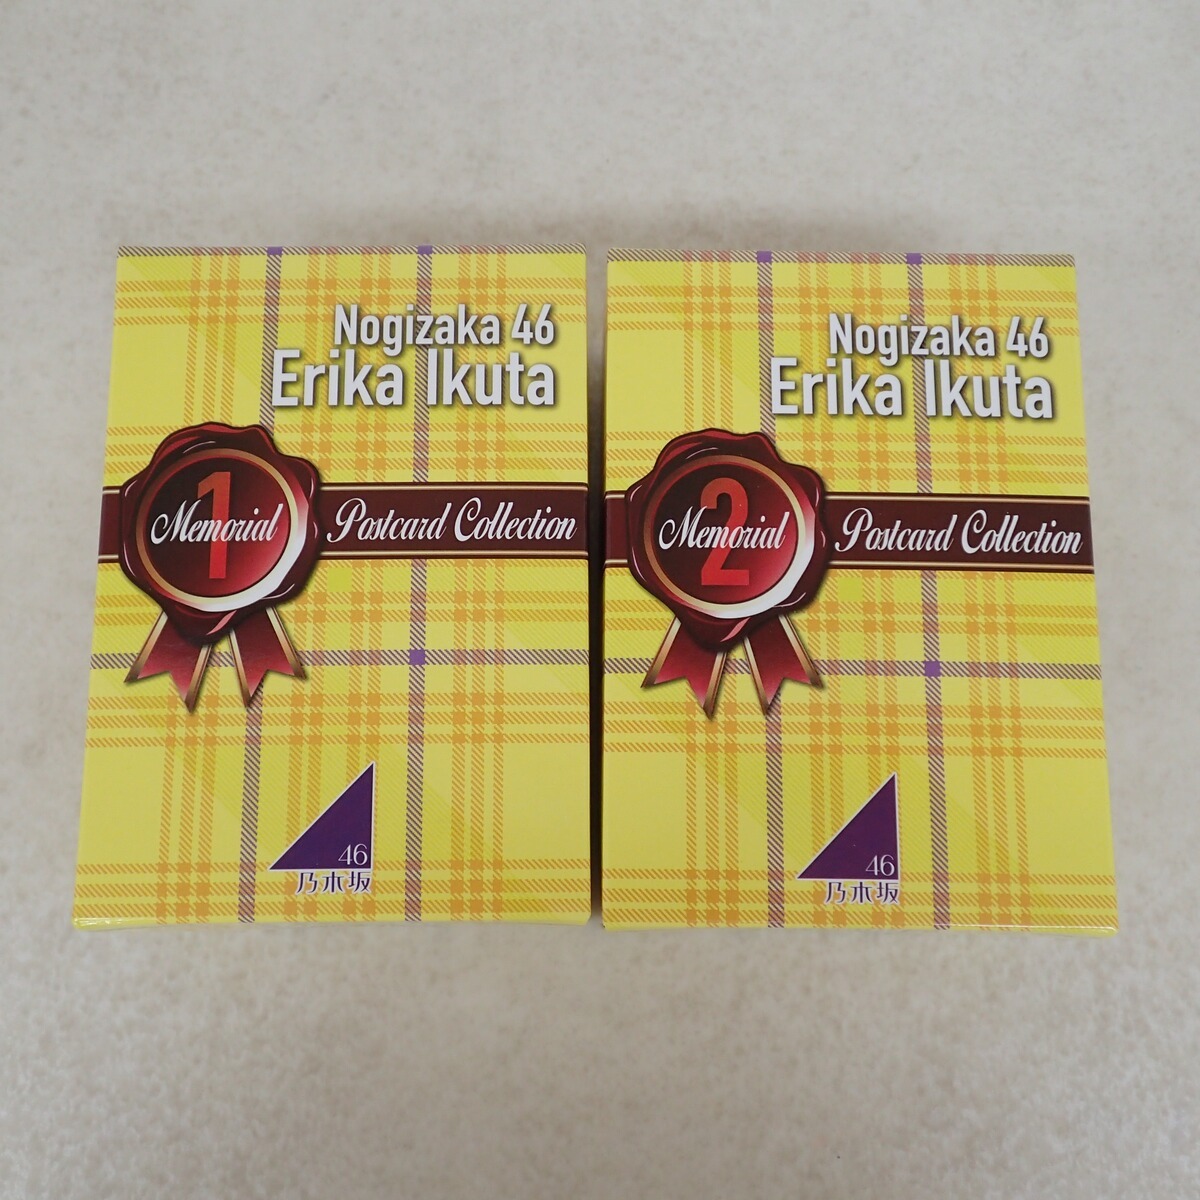 Nogizaka 46
Erika Ikuta
1
Memorial
Postcard Collection
46
乃木坂
Nogizaka 46
Erika Ikuta
2
Memorial
Postcard Collection
46
乃木坂